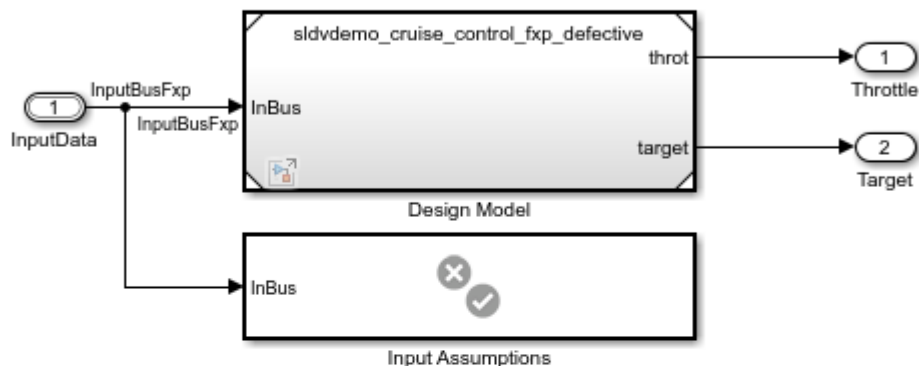 sldvdemo_cruise_control_fxp_defective
throt
1
Throttle
InputBusFxp
1
InBus
InputBusFxp
InputData
target
2
Target
Design Model
InBus
Input Assumptions